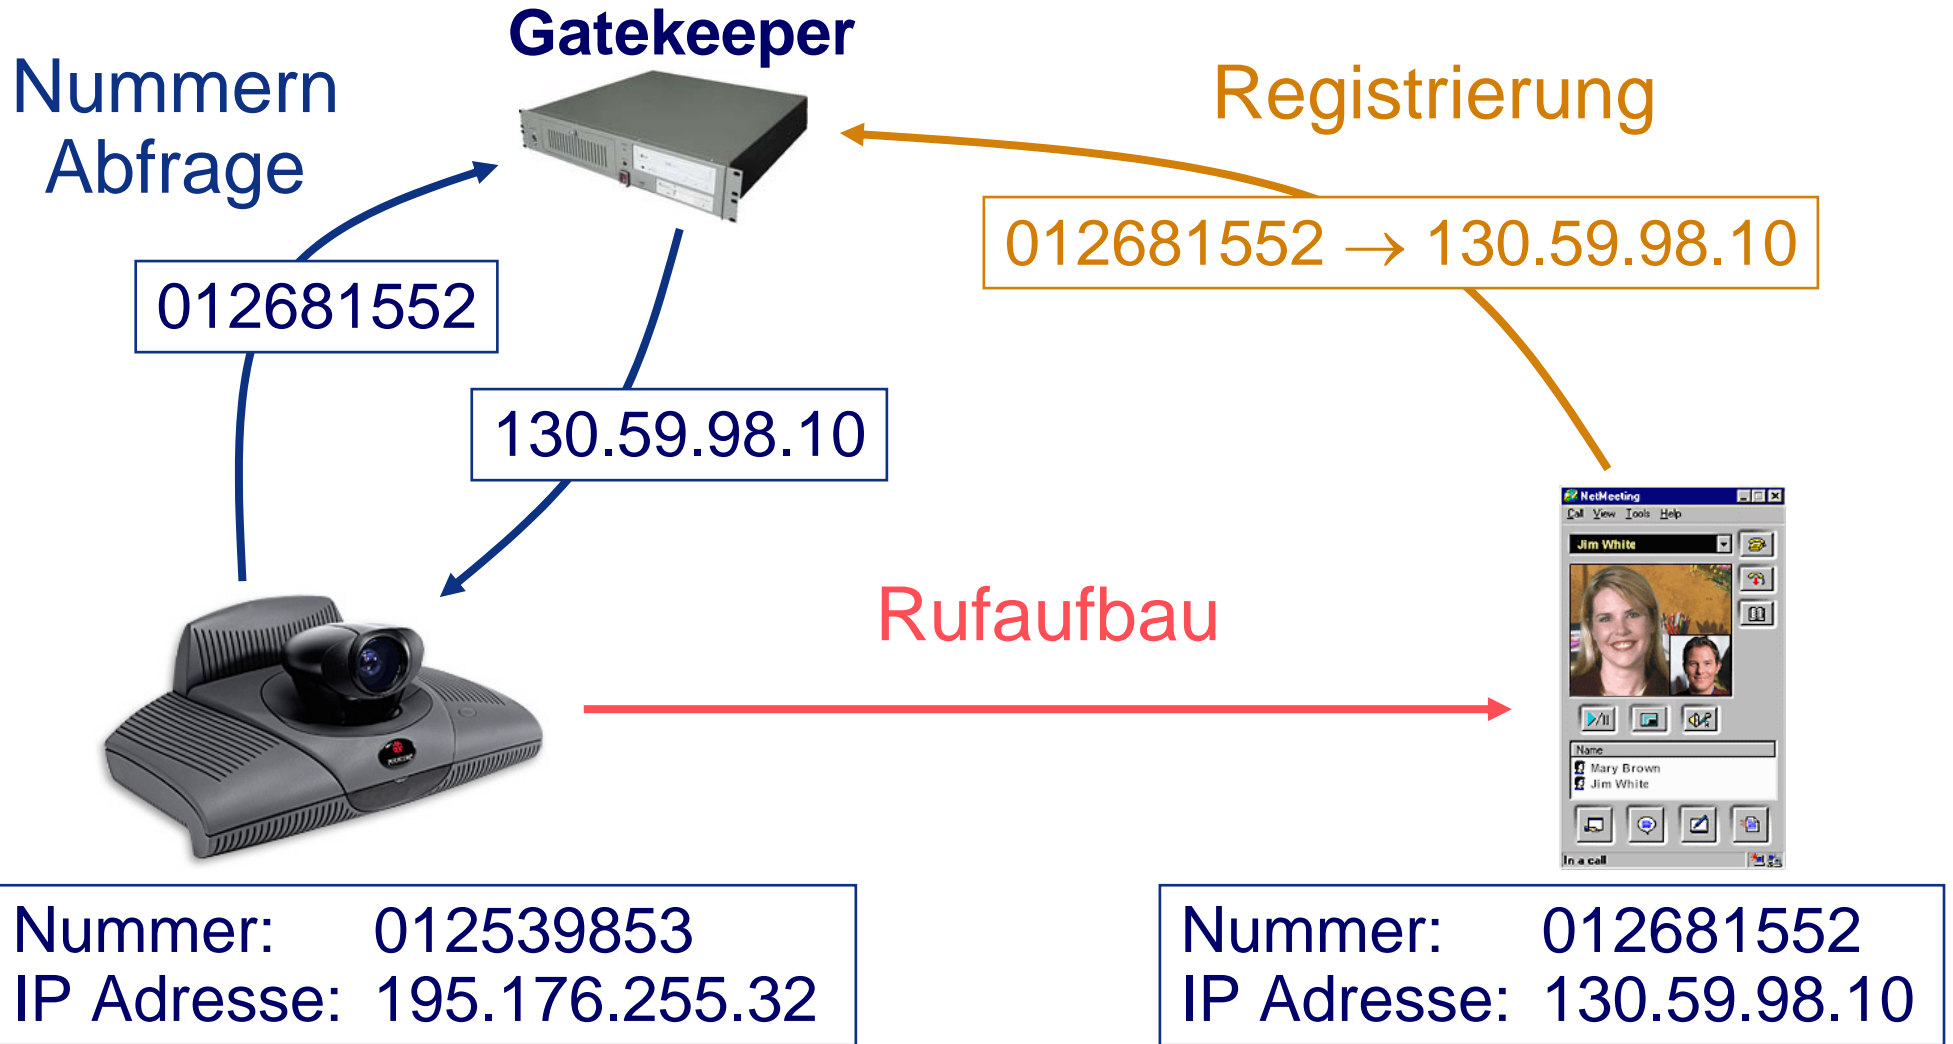 Gatekeeper
Nummern
Abfrage
Registrierung
012681552 → 130.59.98.10
012681552
130.59.98.10
Rufaufbau
NetMeeting
Call View Tools Help
Jim White
Name
Mary Brown
Jim White
In a call
POLYCOM
Nummer: 012539853
IP Adresse: 195.176.255.32
Nummer: 012681552
IP Adresse: 130.59.98.10